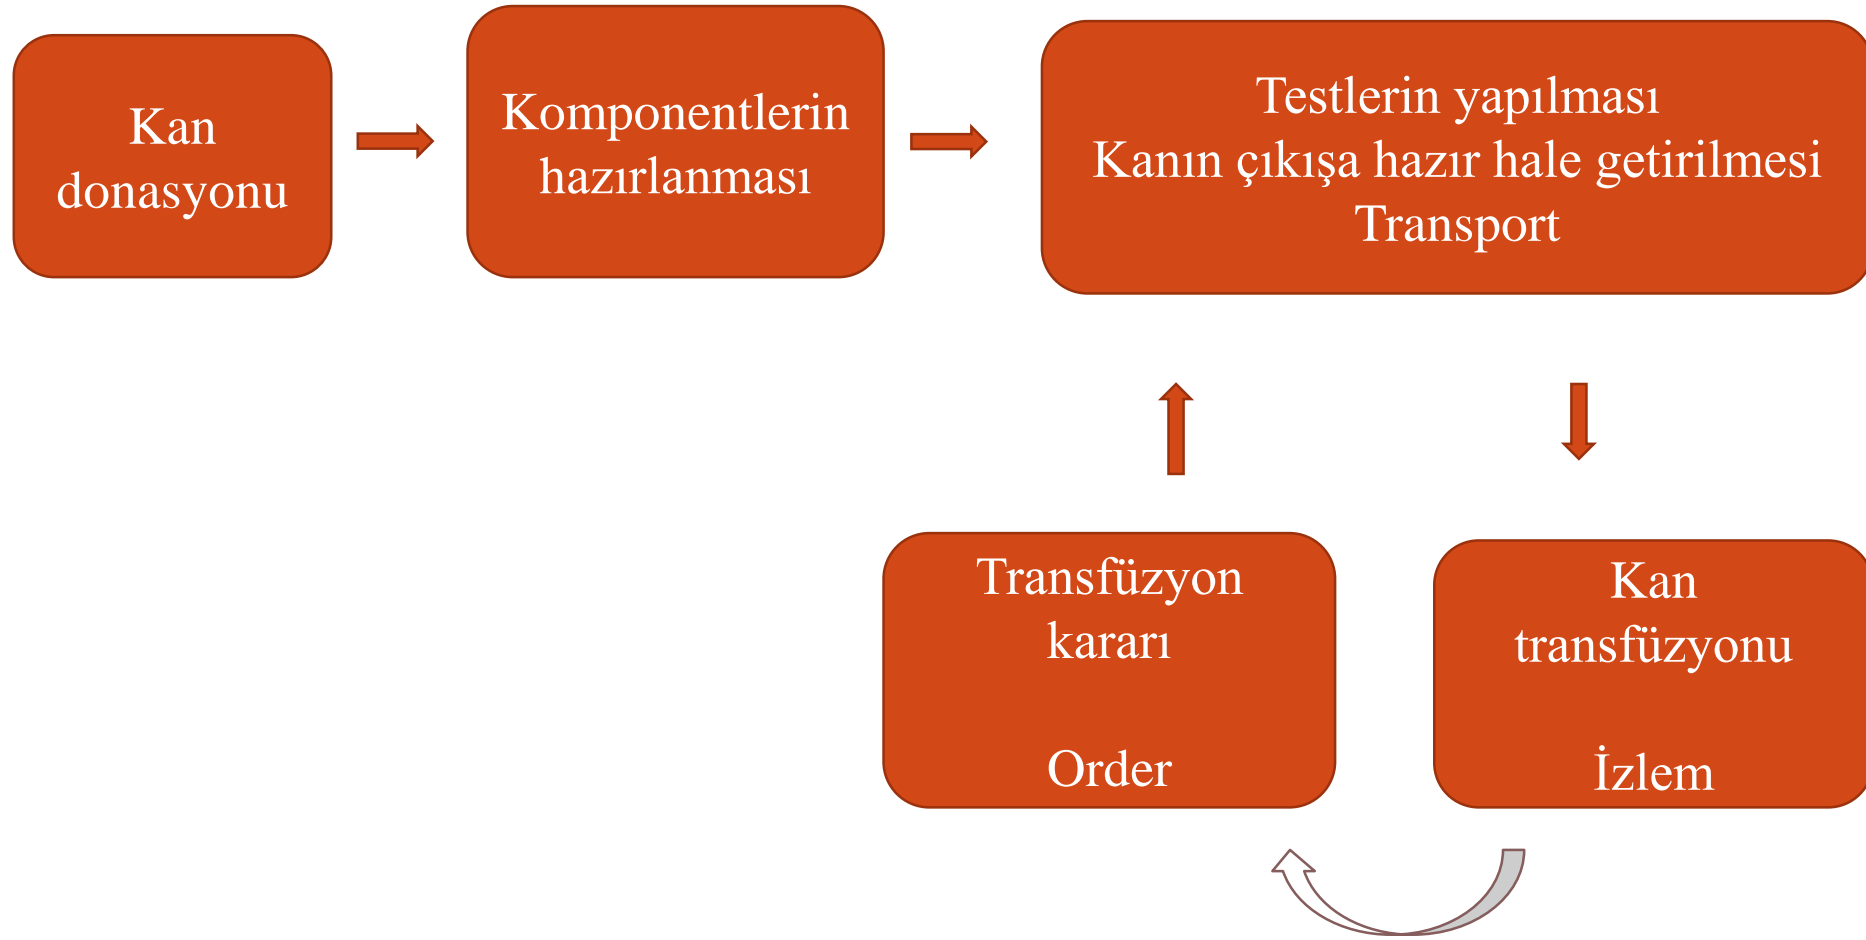 Kan
donasyonu
Komponentlerin
hazırlanması
Testlerin yapılması
Kanın çıkışa hazır hale getirilmesi
Transport
Transfüzyon
kararı
Order
Kan
transfüzyonu
İzlem